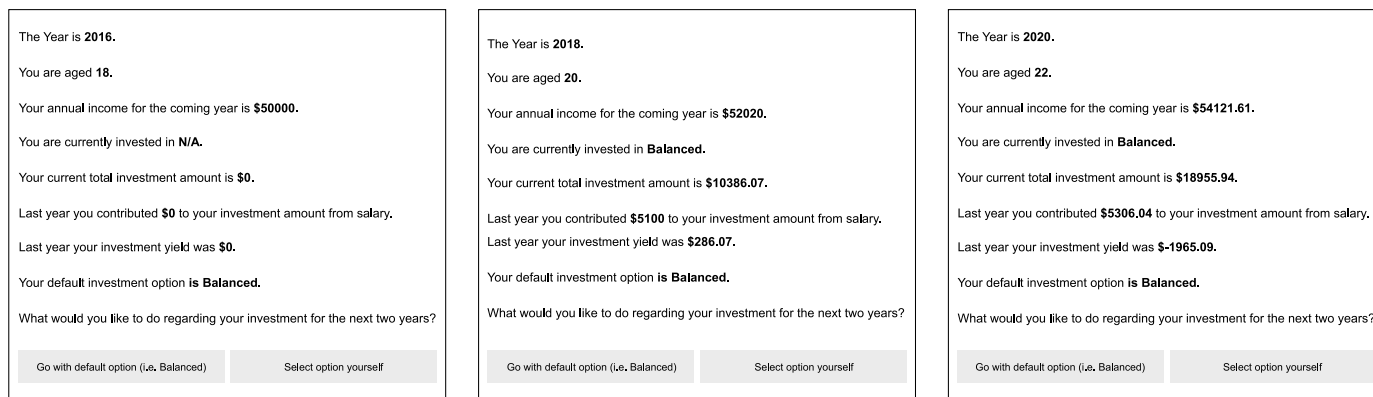 The Year is 2016.
You are aged 18.
Your annual income for the coming year is $50000.
You are currently invested in N/A.
Your current total investment amount is $0.
Last year you contributed $0 to your investment amount from salary.
Last year your investment yield was $0.
Your default investment option is Balanced.
What would you like to do regarding your investment for the next two years?
Go with default option (i.e. Balanced)
Select option yourself
The Year is 2018.
You are aged 20.
Your annual income for the coming year is $52020.
You are currently invested in Balanced.
Your current total investment amount is $10386.07.
Last year you contributed $5100 to your investment amount from salary.
Last year your investment yield was $286.07.
Your default investment option is Balanced.
What would you like to do regarding your investment for the next two years?
Go with default option (i.e. Balanced)
Select option yourself
The Year is 2020.
You are aged 22.
Your annual income for the coming year is $54121.61.
You are currently invested in Balanced.
Your current total investment amount is $18955.94.
Last year you contributed $5306.04 to your investment amount from salary.
Last year your investment yield was $-1965.09.
Your default investment option is Balanced.
What would you like to do regarding your investment for the next two years?
Go with default option (i.e. Balanced)
Select option yourself